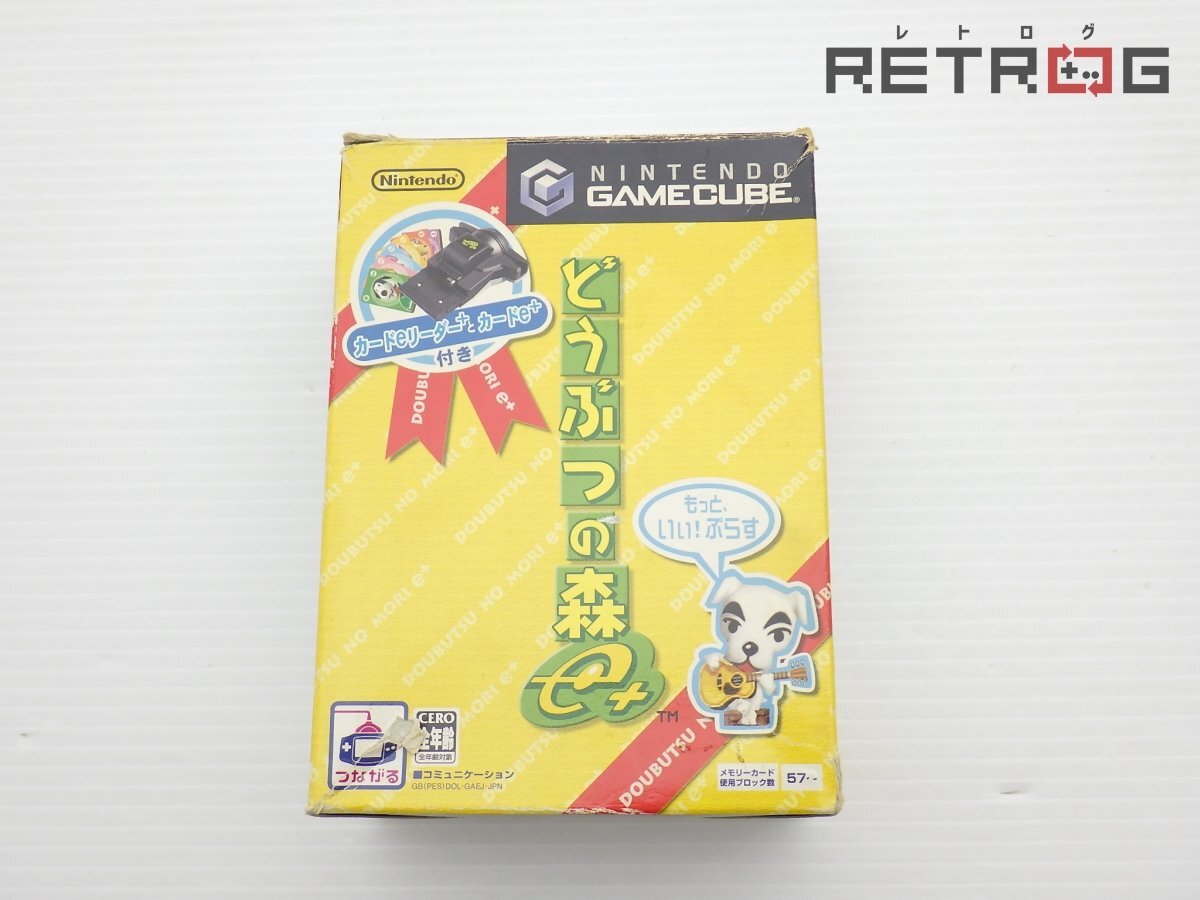 レトログ
RETROG
Nintendo
NINTENDO
GAMECUBE®
カードeリーダー+とカードe+
付き
DOUBUTSU NO MORI e+
どうぶつの森
e+
TM
もっと、
いい！ぷらす
つながる
CERO
全年齢
全年齢対象
■コミュニケーション
GB(PES)DOL-GAEJ-JPN
メモリーカード
使用ブロック数
57